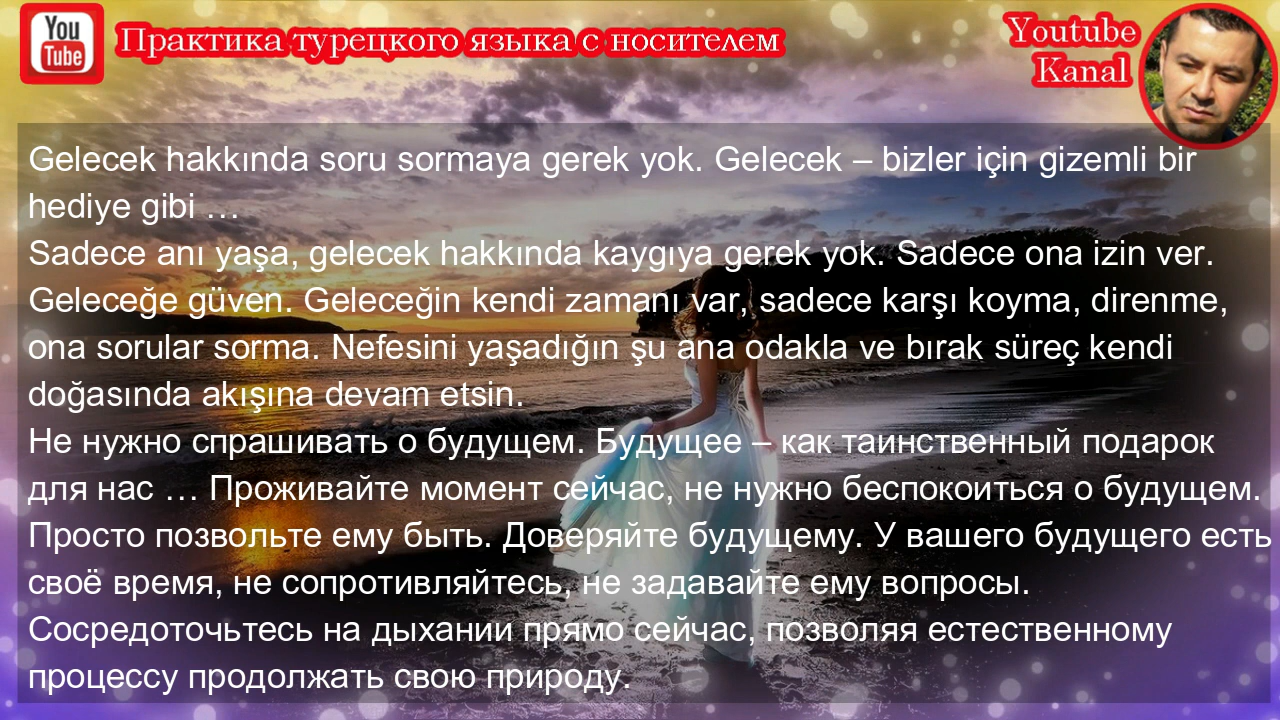 You
Tube
Практика турецкого языка с носителем
Youtube
Kanal
Gelecek hakkında soru sormaya gerek yok. Gelecek – bizler için gizemli bir
hediye gibi …
Sadece anı yaşa, gelecek hakkında kaygıya gerek yok. Sadece ona izin ver.
Geleceğe güven. Geleceğin kendi zamanı var, sadece karşı koyma, direnme,
ona sorular sorma. Nefesini yaşadığın şu ana odakla ve bırak süreç kendi
doğasında akışına devam etsin.
Не нужно спрашивать о будущем. Будущее – как таинственный подарок
для нас … Проживайте момент сейчас, не нужно беспокоиться о будущем.
Просто позвольте ему быть. Доверяйте будущему. У вашего будущего есть
своё время, не сопротивляйтесь, не задавайте ему вопросы.
Сосредоточьтесь на дыхании прямо сейчас, позволяя естественному
процессу продолжать свою природу.